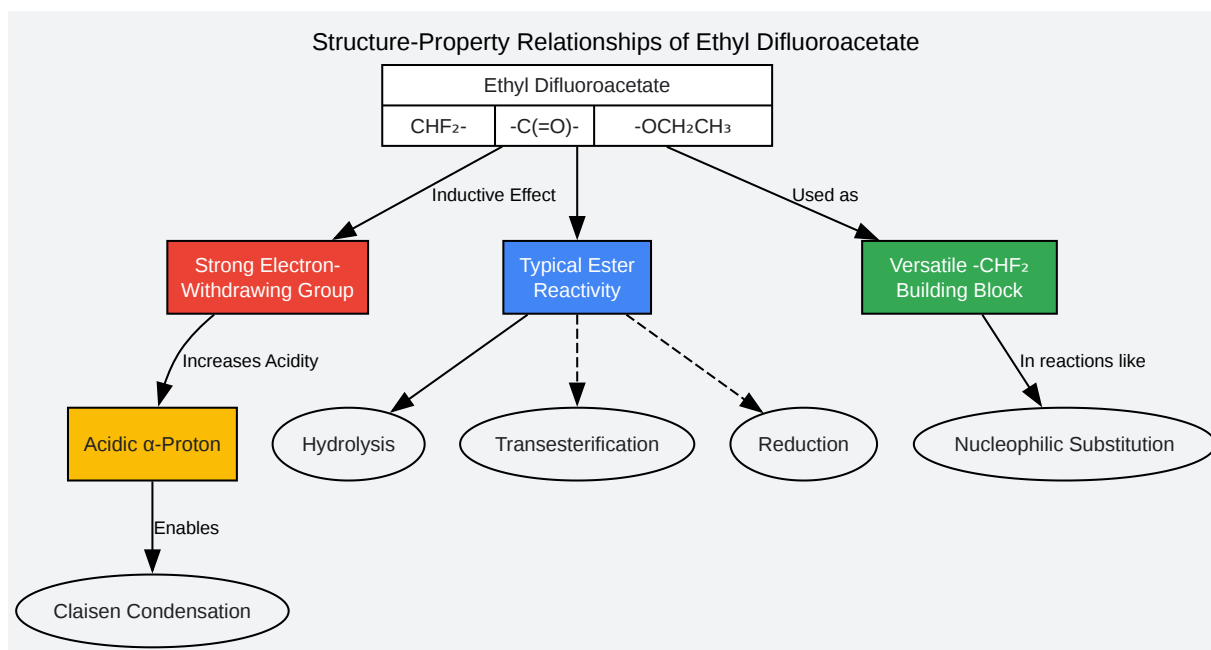 Structure-Property Relationships of Ethyl Difluoroacetate
Ethyl Difluoroacetate
CHF₂-
-C(=O)-
-OCH₂CH₃
Inductive Effect
Used as
Strong Electron-
Withdrawing Group
Typical Ester
Reactivity
Versatile -CHF₂
Building Block
Increases Acidity
In reactions like
Acidic α-Proton
Hydrolysis
Transesterification
Reduction
Nucleophilic Substitution
Enables
Claisen Condensation